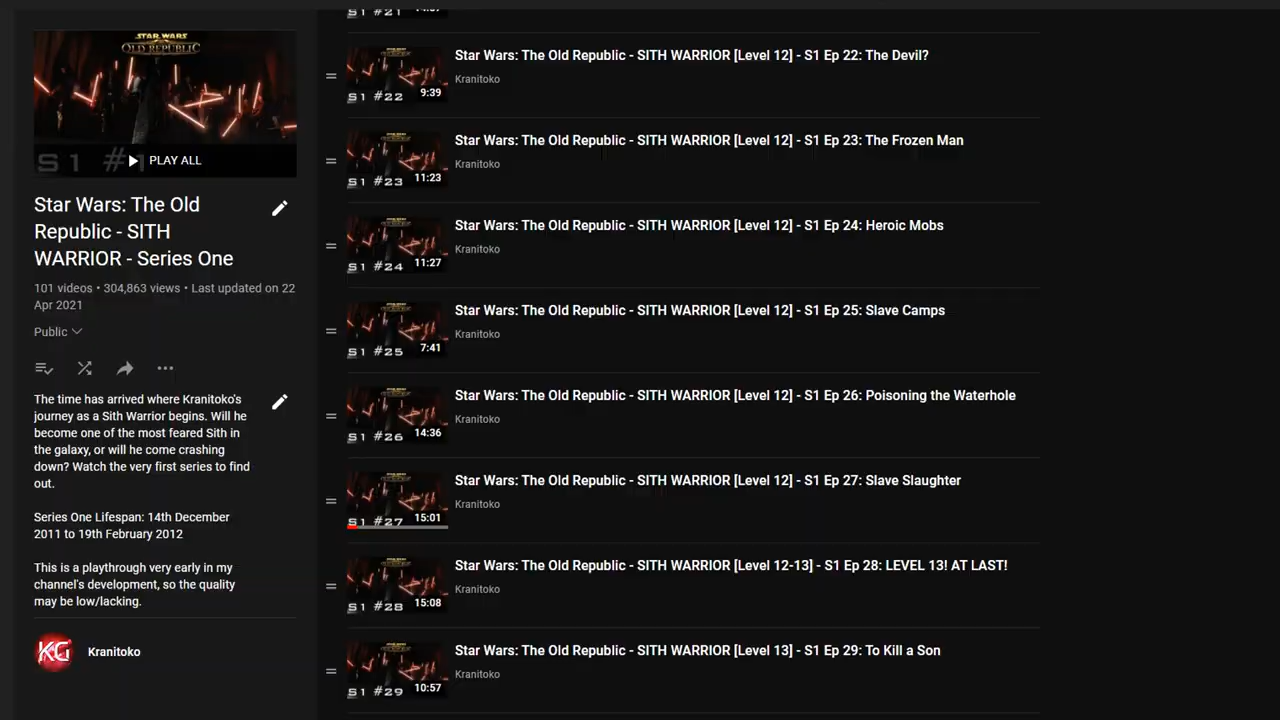 STAR WARS
OLD REPUBLIC
S1 #1
PLAY ALL
Star Wars: The Old
Republic - SITH
WARRIOR - Series One
101 videos • 304,863 views • Last updated on 22
Apr 2021
Public
The time has arrived where Kranitoko's
journey as a Sith Warrior begins. Will he
become one of the most feared Sith in
the galaxy, or will he come crashing
down? Watch the very first series to find
out.
Series One Lifespan: 14th December
2011 to 19th February 2012
This is a playthrough very early in my
channel's development, so the quality
may be low/lacking.
KG
Kranitoko
S1 #21
Star Wars: The Old Republic - SITH WARRIOR [Level 12] - S1 Ep 22: The Devil?
Kranitoko
S1 #22
9:39
Star Wars: The Old Republic - SITH WARRIOR [Level 12] - S1 Ep 23: The Frozen Man
Kranitoko
S1 #23
11:23
Star Wars: The Old Republic - SITH WARRIOR [Level 12] - S1 Ep 24: Heroic Mobs
Kranitoko
S1 #24
11:27
Star Wars: The Old Republic - SITH WARRIOR [Level 12] - S1 Ep 25: Slave Camps
Kranitoko
S1 #25
7:41
Star Wars: The Old Republic - SITH WARRIOR [Level 12] - S1 Ep 26: Poisoning the Waterhole
Kranitoko
S1 #26
14:36
Star Wars: The Old Republic - SITH WARRIOR [Level 12] - S1 Ep 27: Slave Slaughter
Kranitoko
S1 #27
15:01
Star Wars: The Old Republic - SITH WARRIOR [Level 12-13] - S1 Ep 28: LEVEL 13! AT LAST!
Kranitoko
S1 #28
15:08
Star Wars: The Old Republic - SITH WARRIOR [Level 13] - S1 Ep 29: To Kill a Son
Kranitoko
S1 #29
10:57